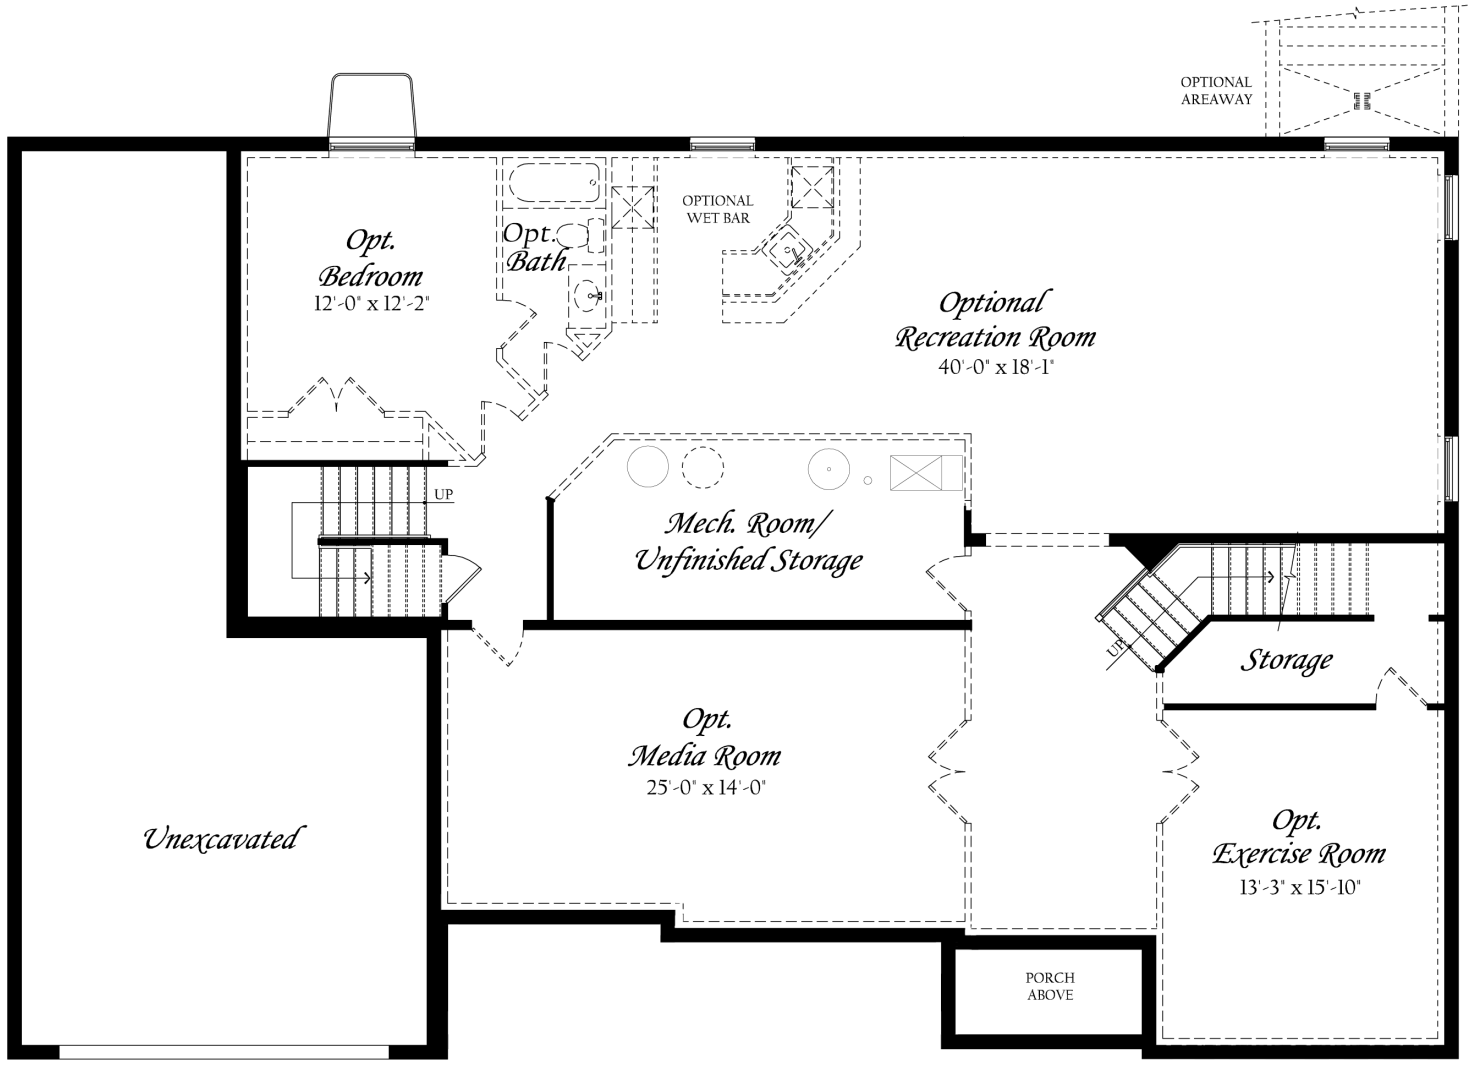 OPTIONAL
AREAWAY
OPTIONAL
WET BAR
Opt.
Bedroom
12'-0" x 12'-2"
Opt.
Bath
Optional
Recreation Room
40'-0" x 18'-1"
UP
Mech. Room/
Unfinished Storage
UP
Storage
Opt.
Media Room
25'-0" x 14'-0"
Unexcavated
Opt.
Exercise Room
13'-3" x 15'-10"
PORCH
ABOVE